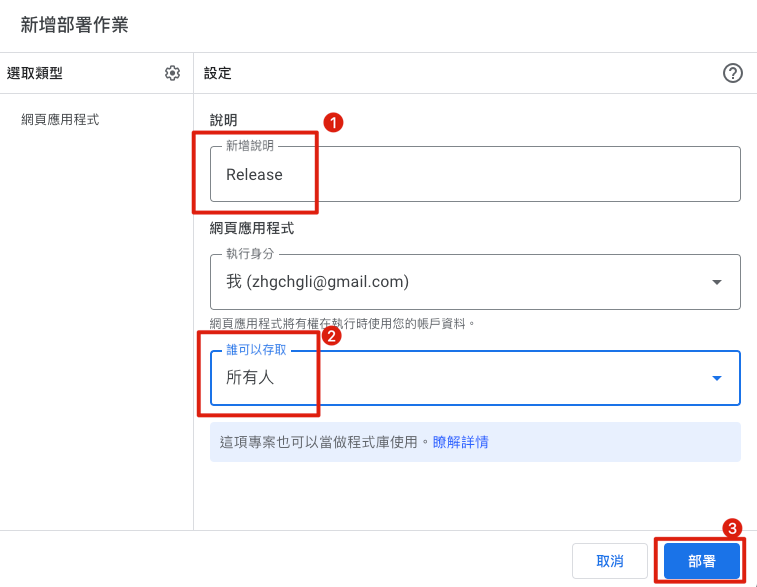 新增部署作業
選取類型
設定
網頁應用程式
說明
1
新增說明
Release
網頁應用程式
執行身分
我 (zhgchgli@gmail.com)
網頁應用程式將有權在執行時使用您的帳戶資料。
2
誰可以存取
所有人
這項專案也可以當做程式庫使用。瞭解詳情
3
取消
部署